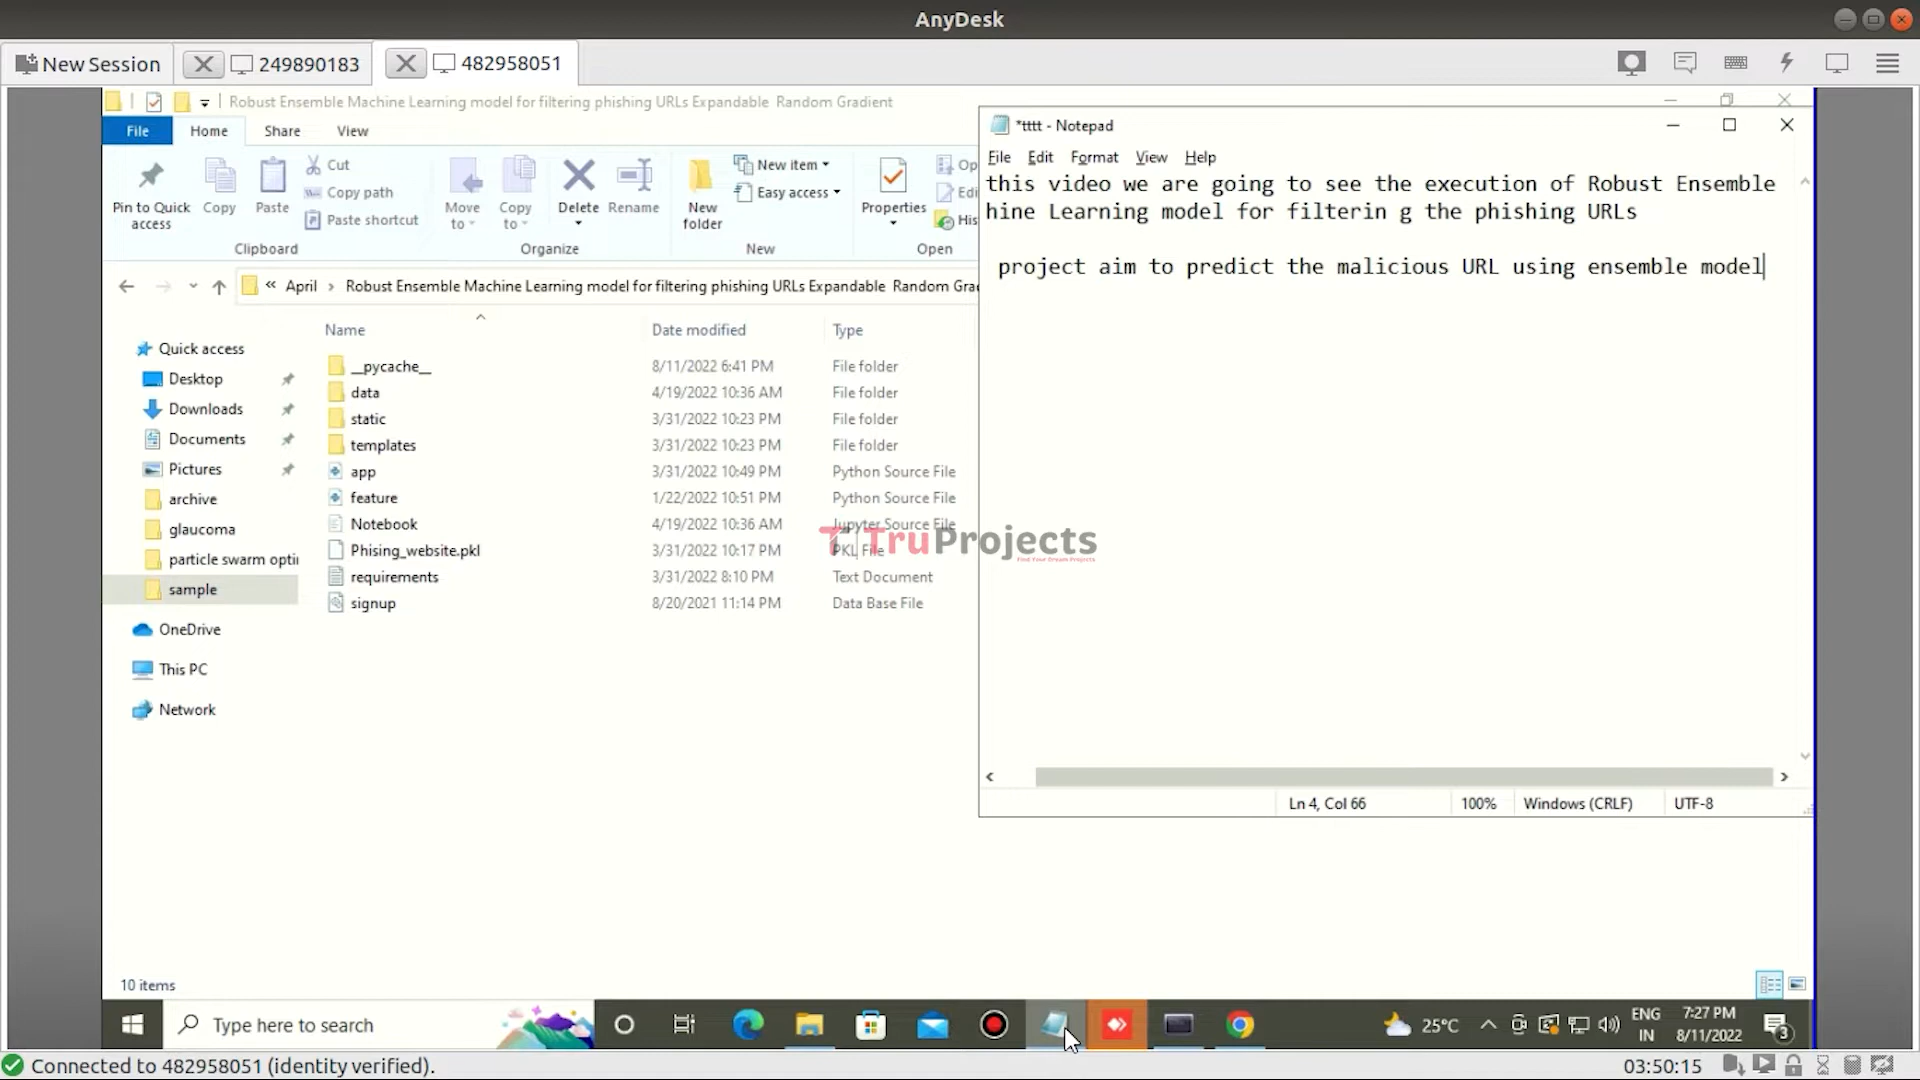 AnyDesk
New Session
249890183
482958051
Robust Ensemble Machine Learning model for filtering phishing URLs Expandable Random Gradient
File Home Share View
Pin to Quick access
Copy
Paste
Cut
Copy path
Paste shortcut
Clipboard
Move to
Copy to
Delete
Rename
Organize
New folder
New item
Easy access
New
Properties
Op
Edi
His
Open
« April › Robust Ensemble Machine Learning model for filtering phishing URLs Expandable Random Grad
Name Date modified Type
Quick access
Desktop
Downloads
Documents
Pictures
archive
glaucoma
particle swarm opti
sample
OneDrive
This PC
Network
__pycache__ 8/11/2022 6:41 PM File folder
data 4/19/2022 10:36 AM File folder
static 3/31/2022 10:23 PM File folder
templates 3/31/2022 10:23 PM File folder
app 3/31/2022 10:49 PM Python Source File
feature 1/22/2022 10:51 PM Python Source File
Notebook 4/19/2022 10:36 AM Jupyter Source File
Phising_website.pkl 3/31/2022 10:17 PM PKL File
requirements 3/31/2022 8:10 PM Text Document
signup 8/20/2021 11:14 PM Data Base File
10 items
*tttt - Notepad
File Edit Format View Help
this video we are going to see the execution of Robust Ensemble
hine Learning model for filterin g the phishing URLs
project aim to predict the malicious URL using ensemble model
Ln 4, Col 66 100% Windows (CRLF) UTF-8
TruProjects
Find Your Dream Projects
Type here to search
25°C
ENG
IN
7:27 PM
8/11/2022
3
Connected to 482958051 (identity verified).
03:50:15